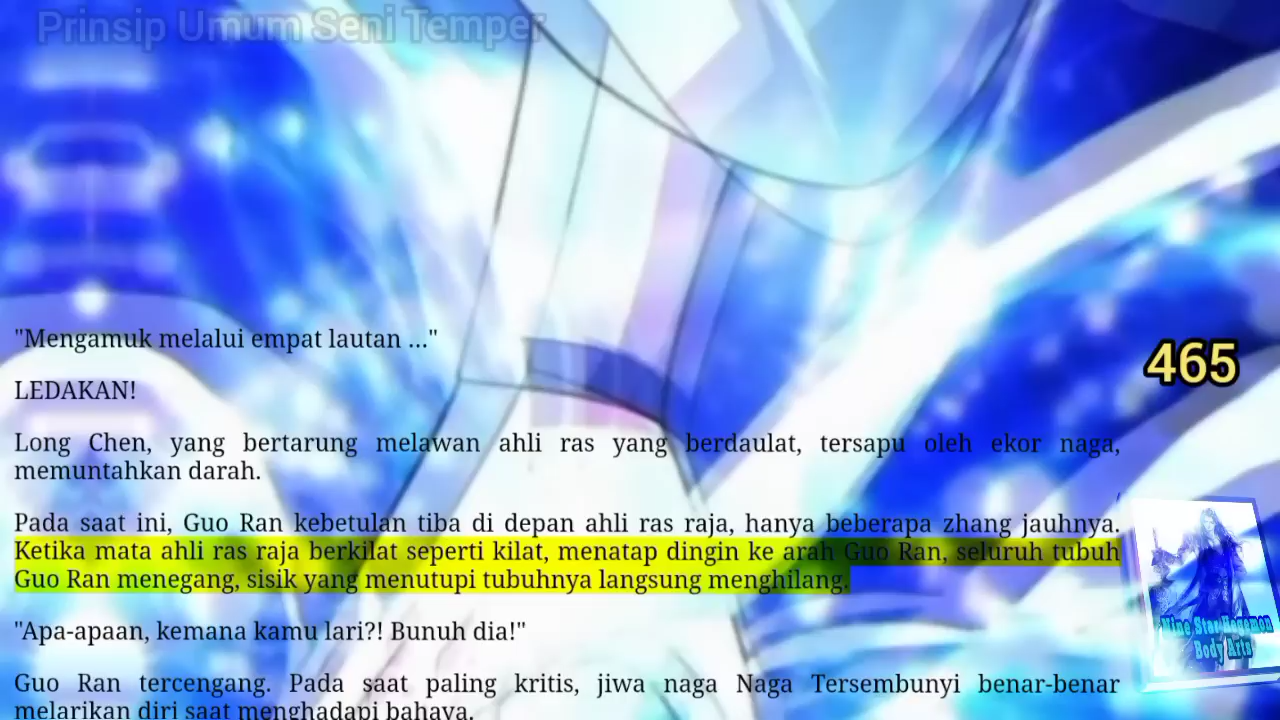 Prinsip Umum Seni Temper
"Mengamuk melalui empat lautan ..."
465
LEDAKAN!
Long Chen, yang bertarung melawan ahli ras yang berdaulat, tersapu oleh ekor naga,
memuntahkan darah.
Pada saat ini, Guo Ran kebetulan tiba di depan ahli ras raja, hanya beberapa zhang jauhnya.
Ketika mata ahli ras raja berkilat seperti kilat, menatap dingin ke arah Guo Ran, seluruh tubuh
Guo Ran menegang, sisik yang menutupi tubuhnya langsung menghilang.
"Apa-apaan, kemana kamu lari?! Bunuh dia!"
Nine Star Hegemon
Body Arts
Guo Ran tercengang. Pada saat paling kritis, jiwa naga Naga Tersembunyi benar-benar
melarikan diri saat menghadapi bahaya.